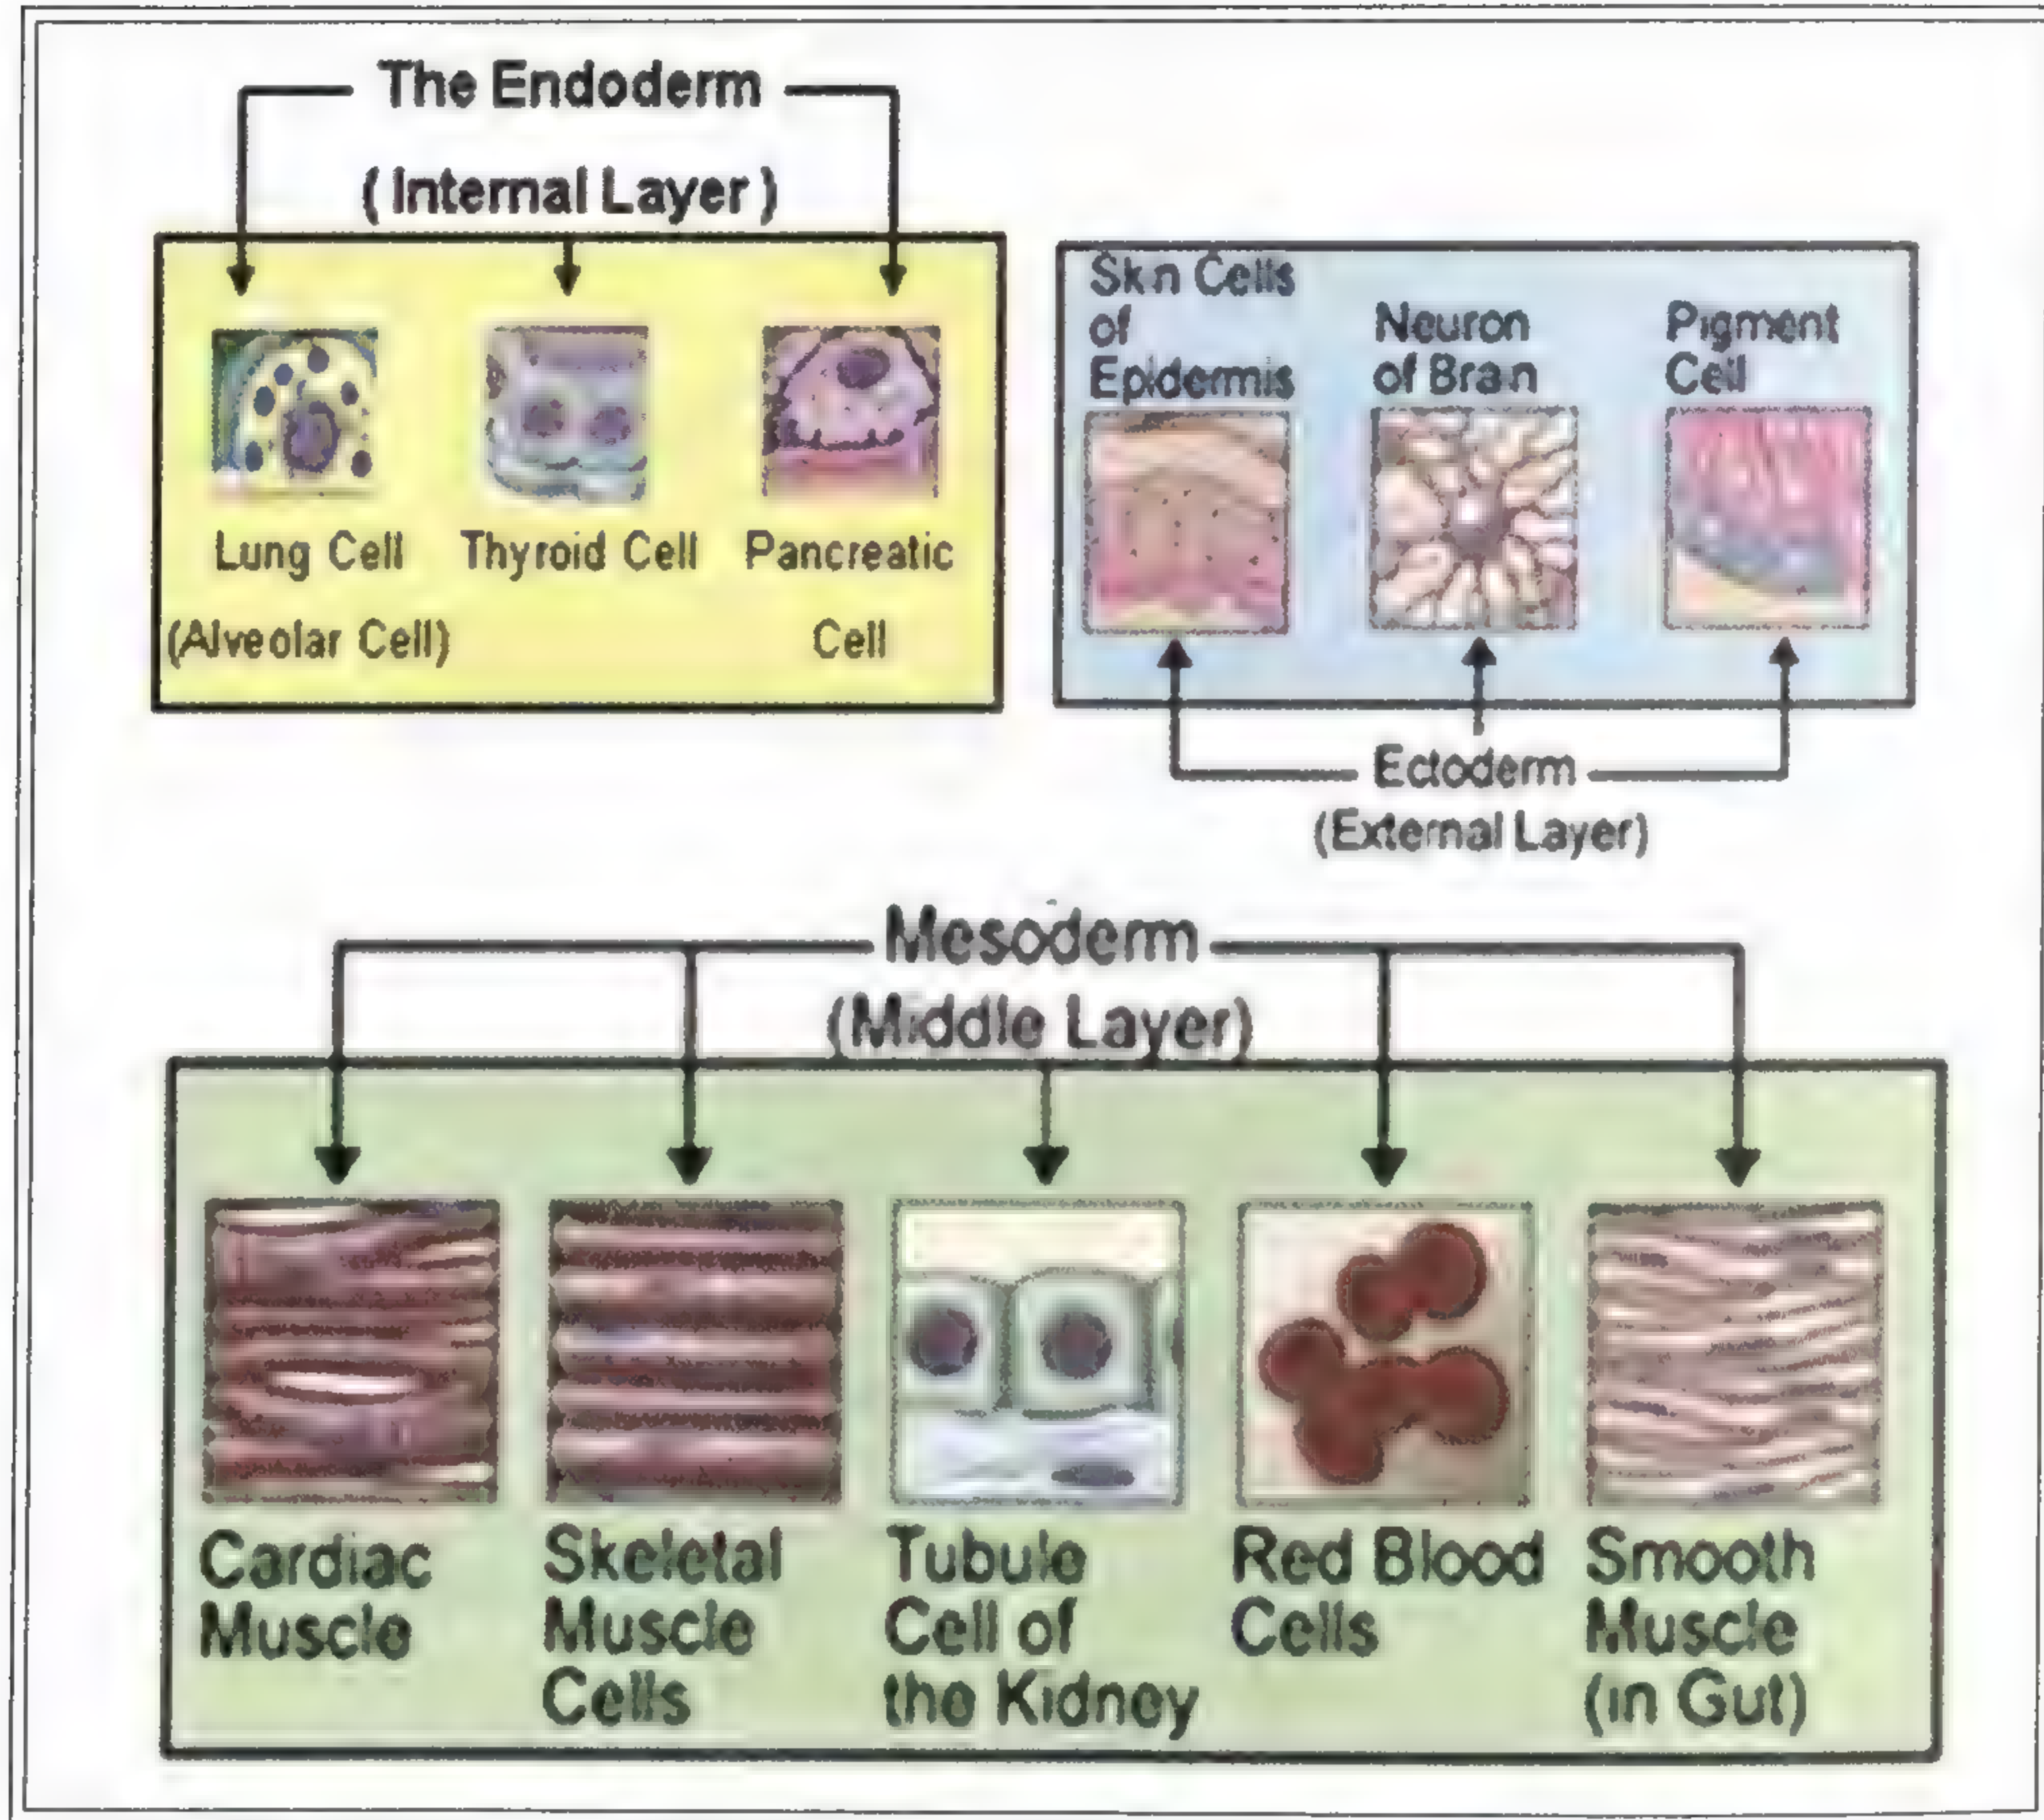 The Endoderm
( Internal Layer )
Lung Cell
(Alveolar Cell)
Thyroid Cell
Pancreatic
Cell
Skin Cells
of
Epidermis
Neuron
of Brain
Pigment
Cell
Ectoderm
(External Layer)
Mesoderm
(Middle Layer)
Cardiac
Muscle
Skeletal
Muscle
Cells
Tubule
Cell of
the Kidney
Red Blood
Cells
Smooth
Muscle
(in Gut)